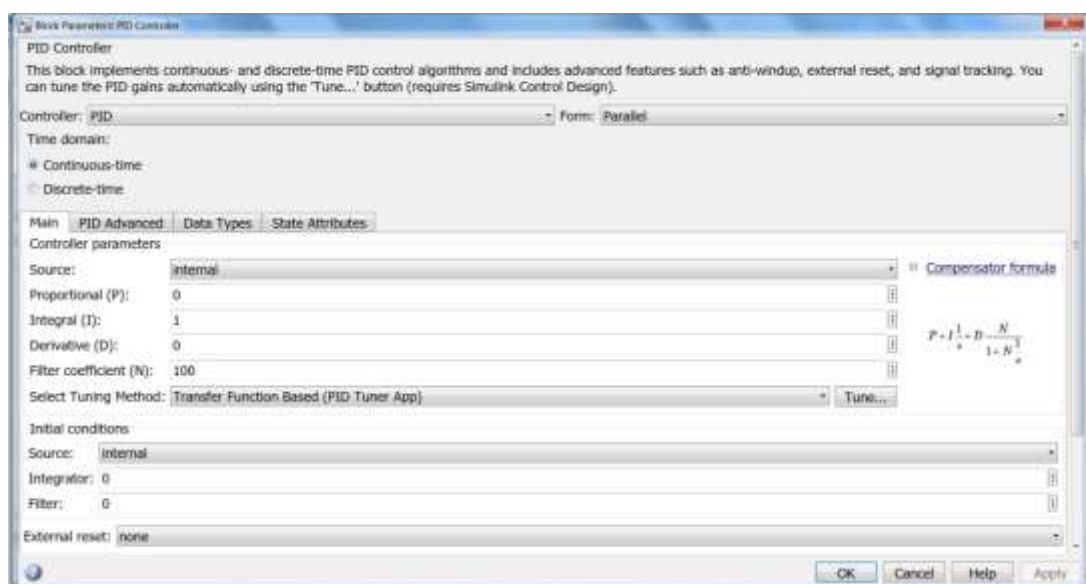 Block Parameters: PID Controller
PID Controller
This block implements continuous- and discrete-time PID control algorithms and includes advanced features such as anti-windup, external reset, and signal tracking. You
can tune the PID gains automatically using the 'Tune...' button (requires Simulink Control Design).
Controller: PID Form: Parallel
Time domain:
Continuous-time
Discrete-time
Main PID Advanced Data Types State Attributes
Controller parameters
Source: internal Compensator formula
Proportional (P): 0
Integral (I): 1
Derivative (D): 0
P+I 1/s +D N/(1+N 1/s)
Filter coefficient (N): 100
Select Tuning Method: Transfer Function Based (PID Tuner App) Tune...
Initial conditions
Source: internal
Integrator: 0
Filter: 0
External reset: none
OK Cancel Help Apply